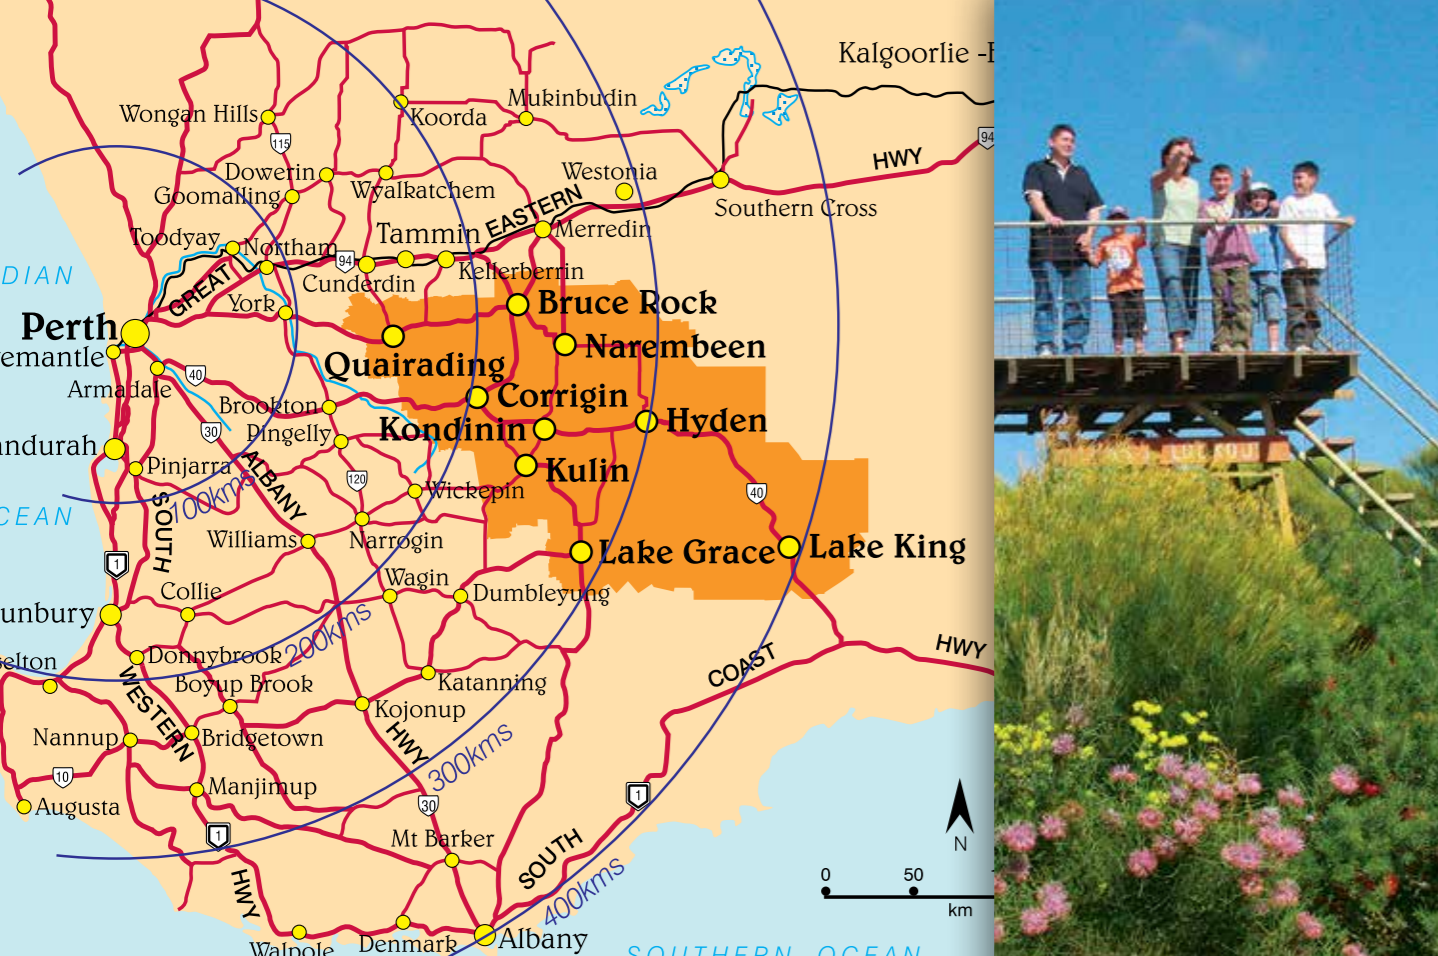 Kalgoorlie -
Mukinbudin
Wongan Hills
Koorda
115
94
HWY
Westonia
Dowerin
Goomalling
Wyalkatchem
Southern Cross
EASTERN
Toodyay
Northam
Tammin
Merredin
94
Kellerberrin
DIAN
GREAT
Cunderdin
York
Bruce Rock
Perth
Narembeen
emantle
Quairading
Armadale
40
Corrigin
Brookton
Hyden
30
Pingelly
Kondinin
andurah
Kulin
Pinjarra
ALBANY
120
40
100kms
Wickepin
CEAN
SOUTH
Williams
Narrogin
Lake Grace
Lake King
1
Wagin
Collie
Dumbleyung
unbury
200kms
HWY
selton
Donnybrook
COAST
Boyup Brook
Katanning
WESTERN
Kojonup
Nannup
Bridgetown
HWY
300kms
10
Manjimup
1
Augusta
30
N
1
Mt Barker
SOUTH
0 50
HWY
400kms
km
Walpole
Denmark
Albany
SOUTHERN OCEAN
LOOKOUT